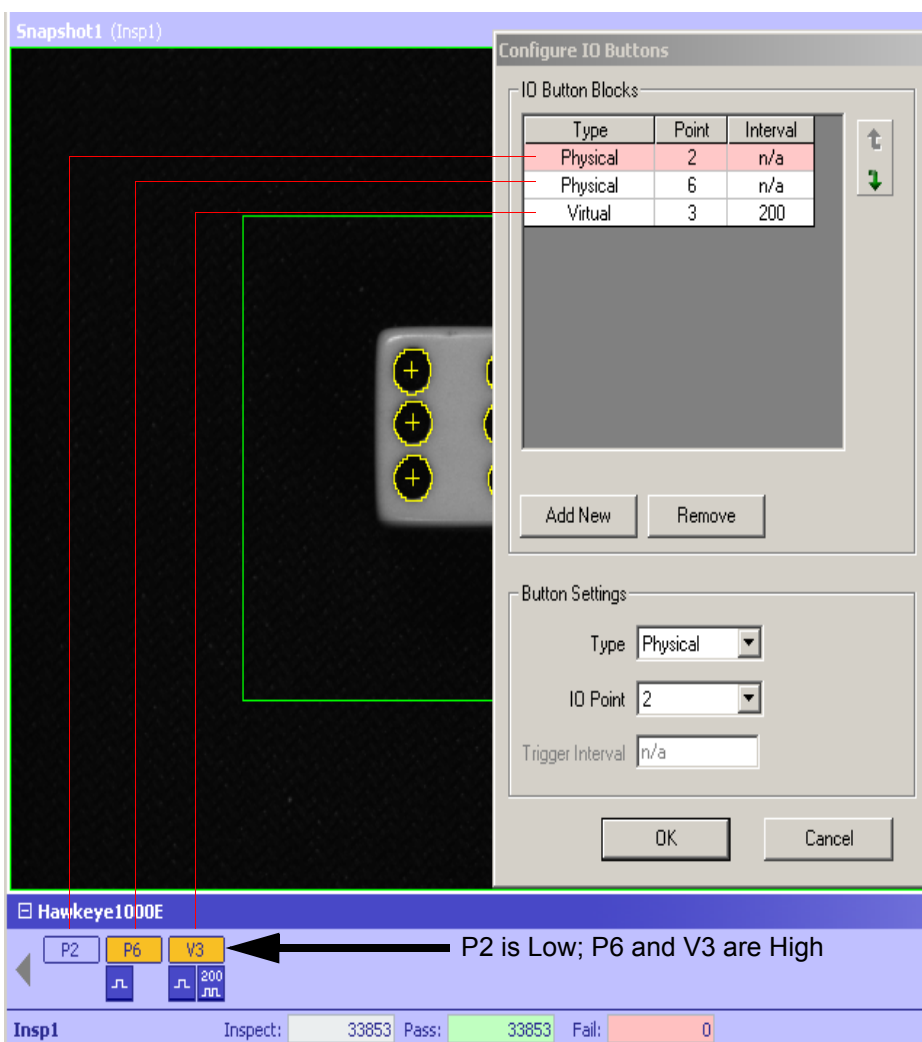 Snapshot1 (Insp1)
Configure IO Buttons
IO Button Blocks
Type Point Interval
Physical 2 n/a
Physical 6 n/a
Virtual 3 200
Add New Remove
Button Settings
Type Physical
IO Point 2
Trigger Interval n/a
OK Cancel
Hawkeye1000E
P2 P6 V3 P2 is Low; P6 and V3 are High
200
Insp1 Inspect: 33853 Pass: 33853 Fail: 0